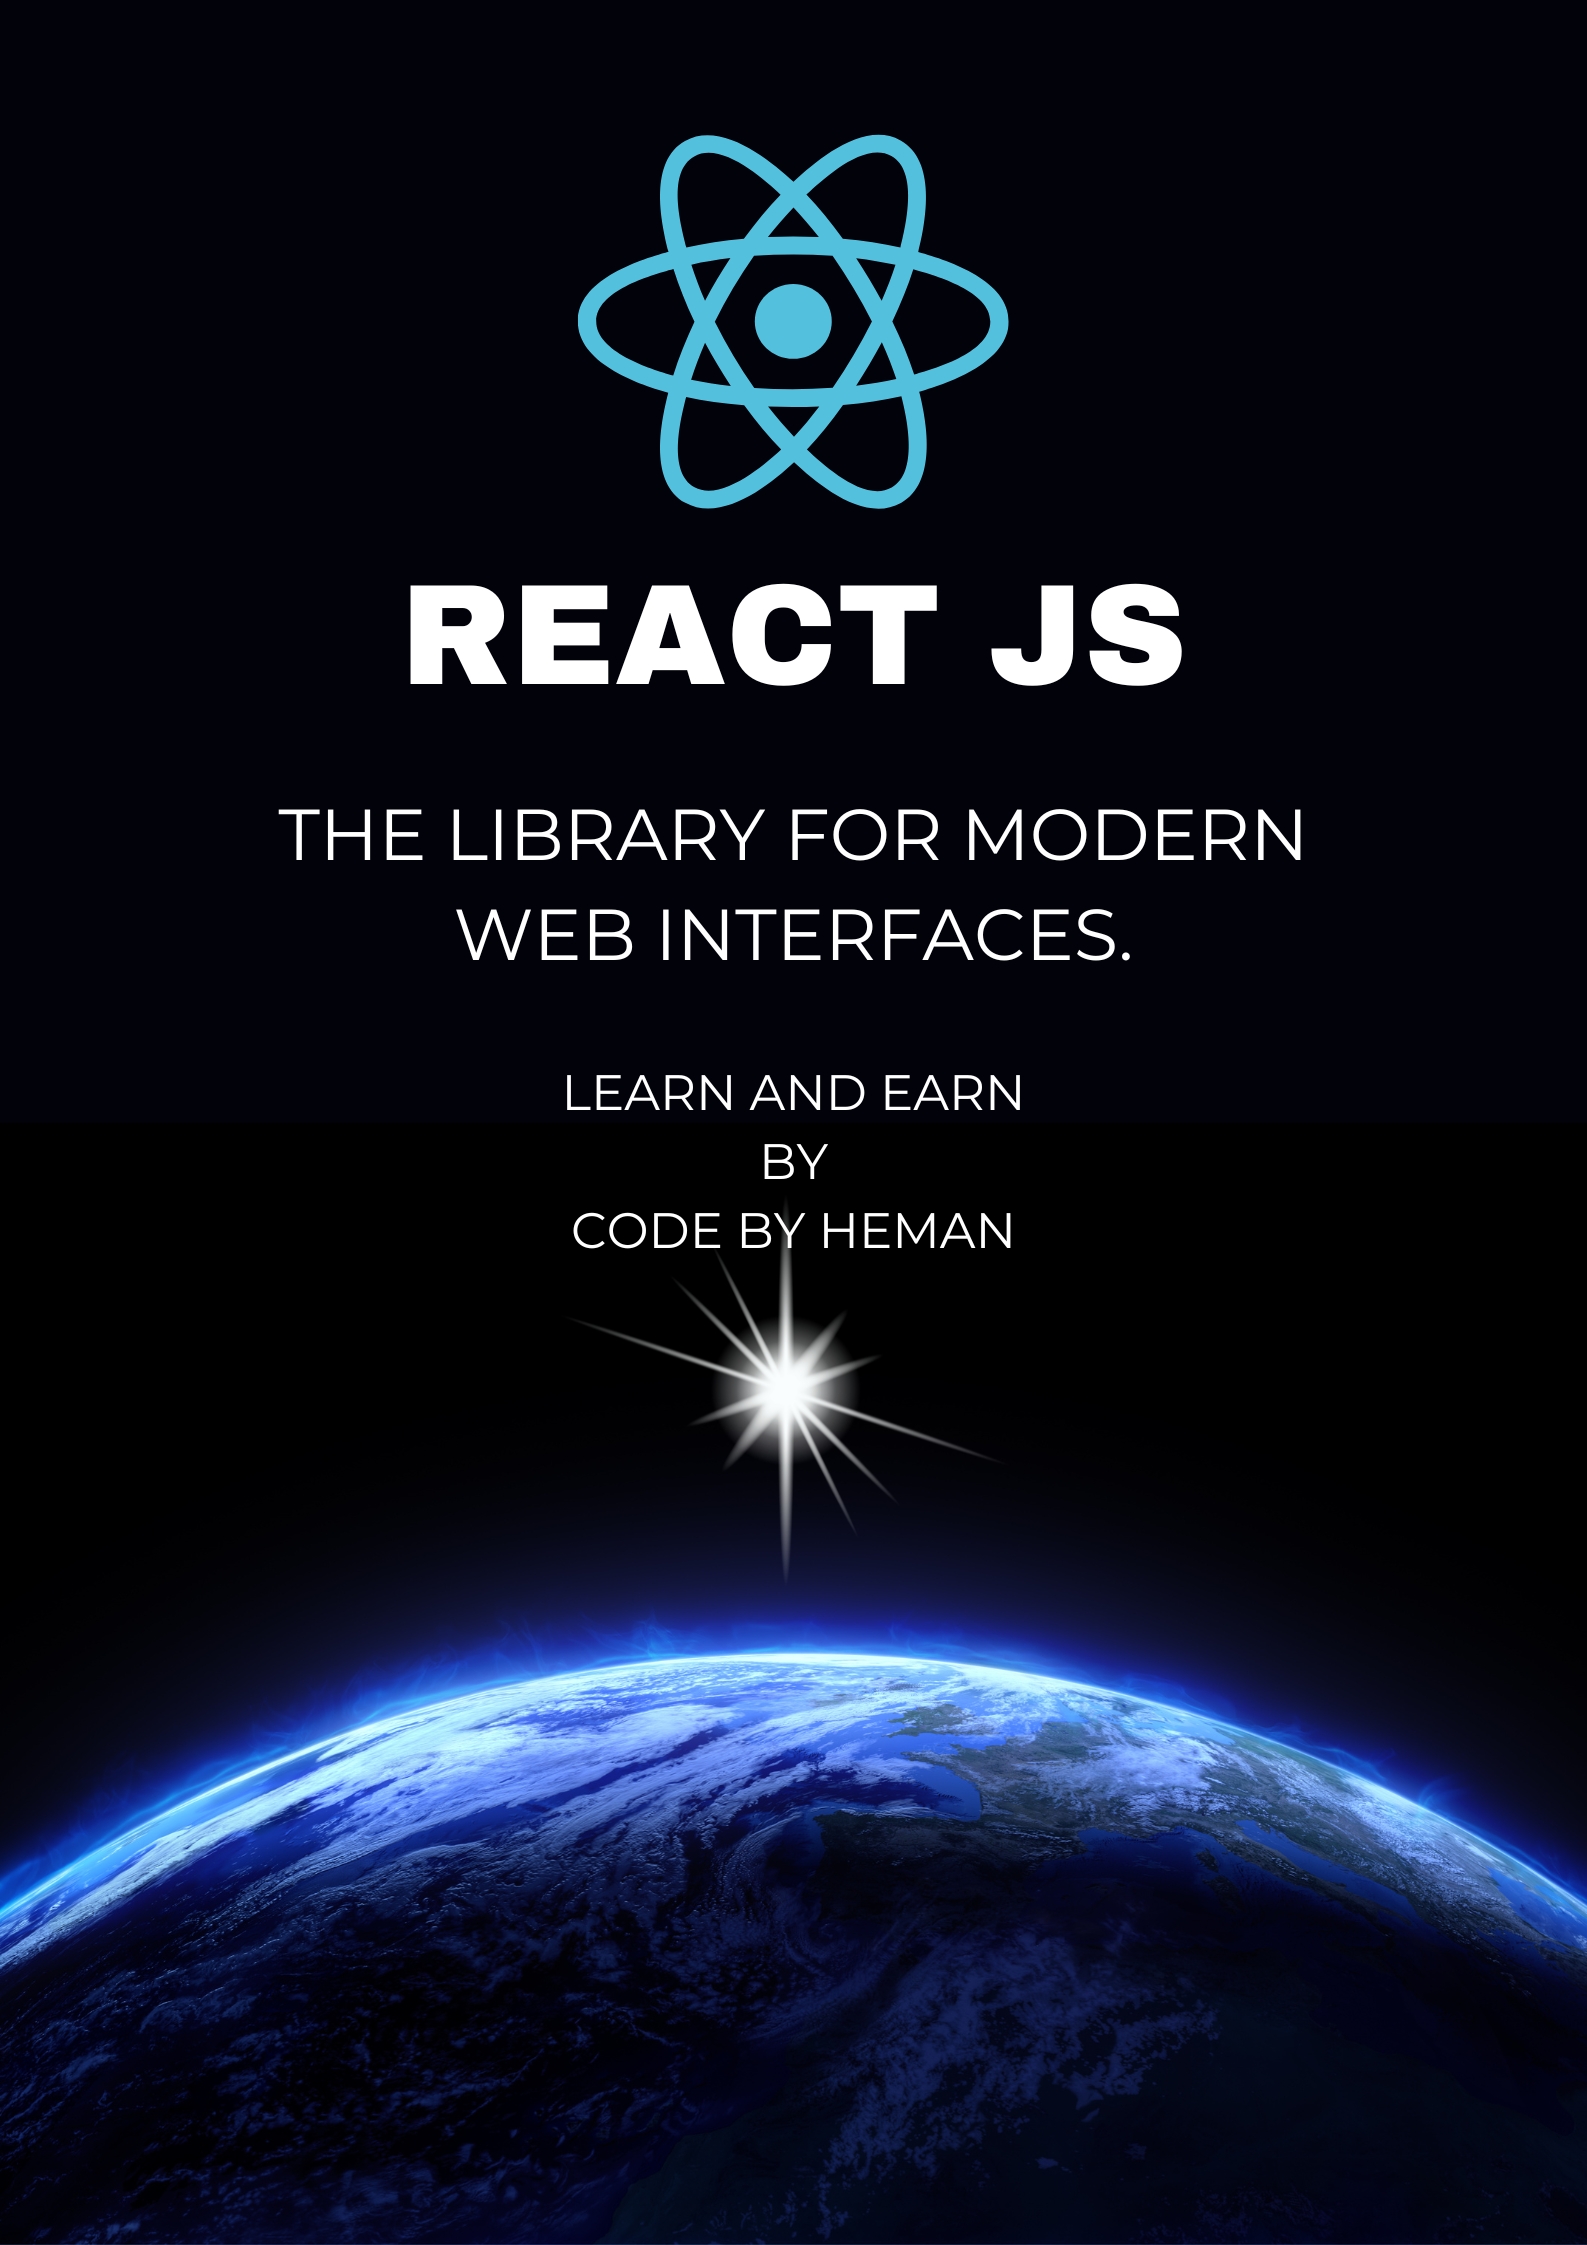 REACT JS
THE LIBRARY FOR MODERN
WEB INTERFACES.
LEARN AND EARN
BY
CODE BY HEMAN